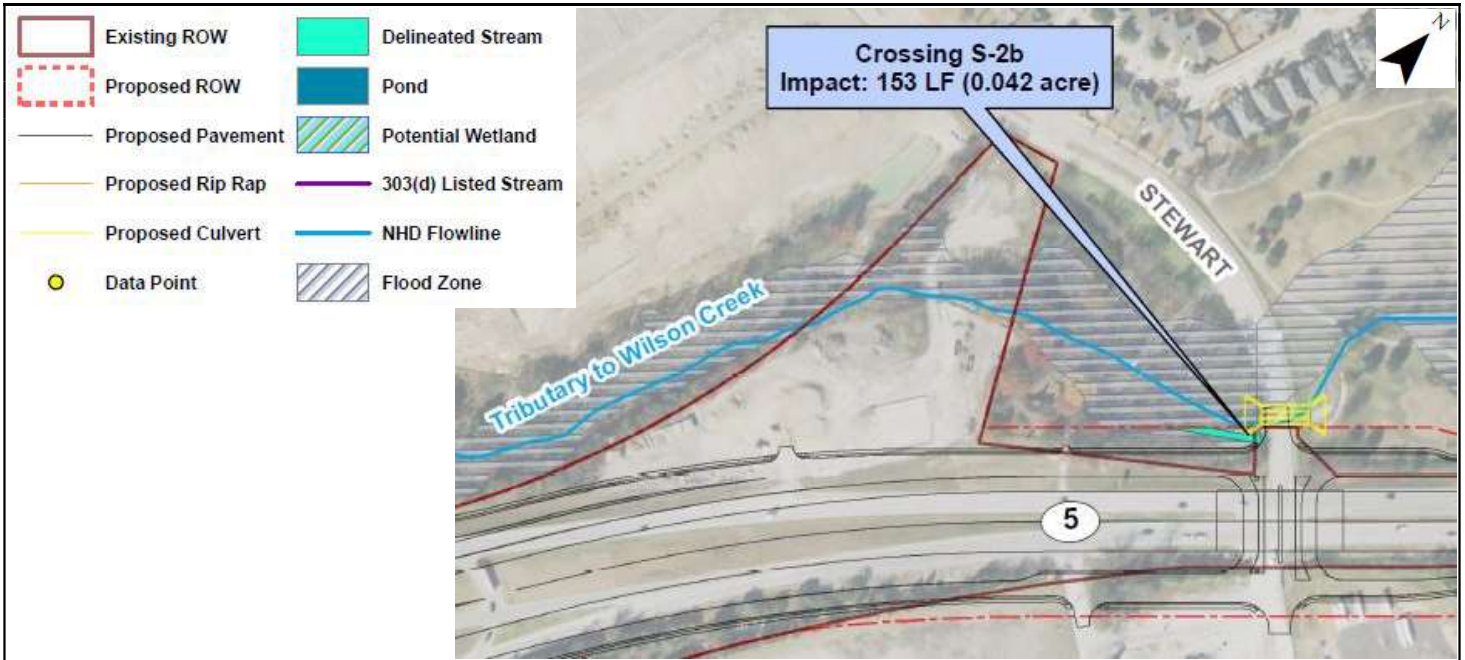 Existing ROW
Proposed ROW
Proposed Pavement
Proposed Rip Rap
Proposed Culvert
Data Point
Delineated Stream
Pond
Potential Wetland
303(d) Listed Stream
NHD Flowline
Flood Zone
Crossing S-2b
Impact: 153 LF (0.042 acre)
N
STEWART
Tributary to Wilson Creek
5